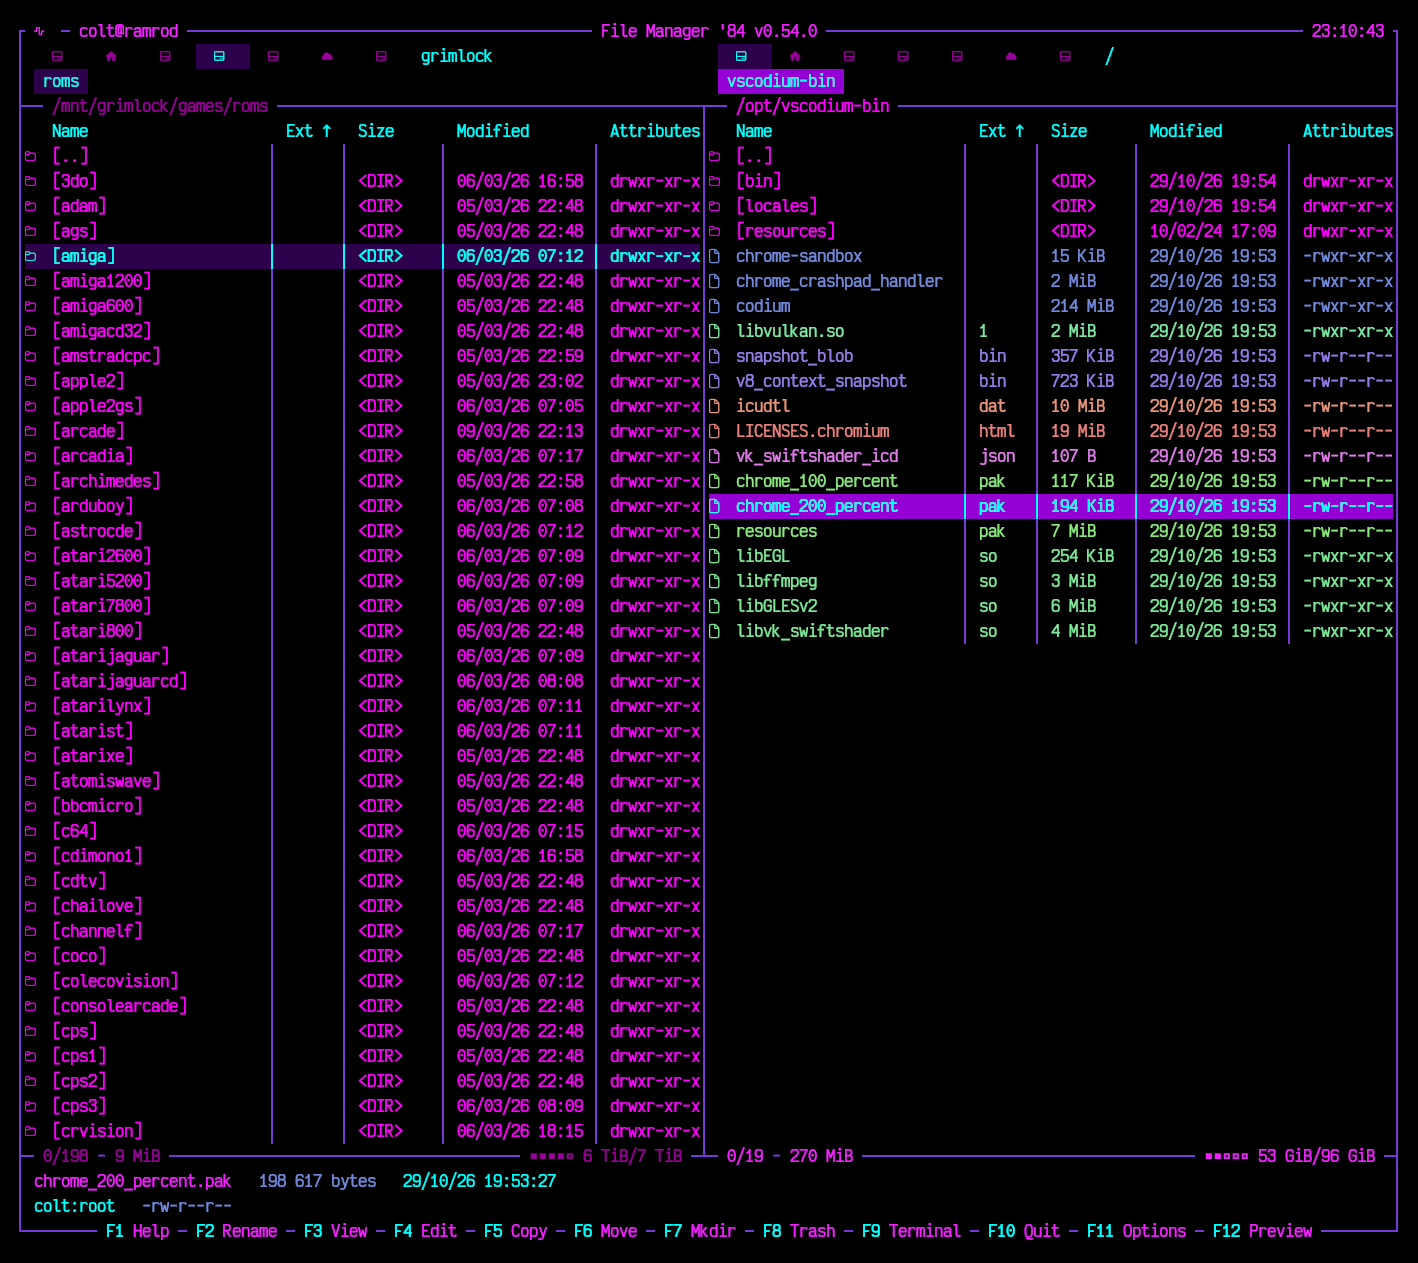 colt@ramrod File Manager '84 v0.54.0 23:10:43
grimlock /
roms vscodium-bin
/mnt/grimlock/games/roms /opt/vscodium-bin
Name Ext ↑ Size Modified Attributes Name Ext ↑ Size Modified Attributes
[..] [..]
[3do] <DIR> 06/03/26 16:58 drwxr-xr-x [bin] <DIR> 29/10/26 19:54 drwxr-xr-x
[adam] <DIR> 05/03/26 22:48 drwxr-xr-x [locales] <DIR> 29/10/26 19:54 drwxr-xr-x
[ags] <DIR> 05/03/26 22:48 drwxr-xr-x [resources] <DIR> 10/02/24 17:09 drwxr-xr-x
[amiga] <DIR> 06/03/26 07:12 drwxr-xr-x chrome-sandbox 15 KiB 29/10/26 19:53 -rwxr-xr-x
[amiga1200] <DIR> 05/03/26 22:48 drwxr-xr-x chrome_crashpad_handler 2 MiB 29/10/26 19:53 -rwxr-xr-x
[amiga600] <DIR> 05/03/26 22:48 drwxr-xr-x codium 214 MiB 29/10/26 19:53 -rwxr-xr-x
[amigacd32] <DIR> 05/03/26 22:48 drwxr-xr-x libvulkan.so 1 2 MiB 29/10/26 19:53 -rwxr-xr-x
[amstradcpc] <DIR> 05/03/26 22:59 drwxr-xr-x snapshot_blob bin 357 KiB 29/10/26 19:53 -rw-r--r--
[apple2] <DIR> 05/03/26 23:02 drwxr-xr-x v8_context_snapshot bin 723 KiB 29/10/26 19:53 -rw-r--r--
[apple2gs] <DIR> 06/03/26 07:05 drwxr-xr-x icudtl dat 10 MiB 29/10/26 19:53 -rw-r--r--
[arcade] <DIR> 09/03/26 22:13 drwxr-xr-x LICENSES.chromium html 19 MiB 29/10/26 19:53 -rw-r--r--
[arcadia] <DIR> 06/03/26 07:17 drwxr-xr-x vk_swiftshader_icd json 107 B 29/10/26 19:53 -rw-r--r--
[archimedes] <DIR> 05/03/26 22:58 drwxr-xr-x chrome_100_percent pak 117 KiB 29/10/26 19:53 -rw-r--r--
[arduboy] <DIR> 06/03/26 07:08 drwxr-xr-x chrome_200_percent pak 194 KiB 29/10/26 19:53 -rw-r--r--
[astrocde] <DIR> 06/03/26 07:12 drwxr-xr-x resources pak 7 MiB 29/10/26 19:53 -rw-r--r--
[atari2600] <DIR> 06/03/26 07:09 drwxr-xr-x libEGL so 254 KiB 29/10/26 19:53 -rwxr-xr-x
[atari5200] <DIR> 06/03/26 07:09 drwxr-xr-x libffmpeg so 3 MiB 29/10/26 19:53 -rwxr-xr-x
[atari7800] <DIR> 06/03/26 07:09 drwxr-xr-x libGLESv2 so 6 MiB 29/10/26 19:53 -rwxr-xr-x
[atari800] <DIR> 05/03/26 22:48 drwxr-xr-x libvk_swiftshader so 4 MiB 29/10/26 19:53 -rwxr-xr-x
[atarijaguar] <DIR> 06/03/26 07:09 drwxr-xr-x
[atarijaguarcd] <DIR> 06/03/26 08:08 drwxr-xr-x
[atarilynx] <DIR> 06/03/26 07:11 drwxr-xr-x
[atarist] <DIR> 06/03/26 07:11 drwxr-xr-x
[atarixe] <DIR> 05/03/26 22:48 drwxr-xr-x
[atomiswave] <DIR> 05/03/26 22:48 drwxr-xr-x
[bbcmicro] <DIR> 05/03/26 22:48 drwxr-xr-x
[c64] <DIR> 06/03/26 07:15 drwxr-xr-x
[cdimono1] <DIR> 06/03/26 16:58 drwxr-xr-x
[cdtv] <DIR> 05/03/26 22:48 drwxr-xr-x
[chailove] <DIR> 05/03/26 22:48 drwxr-xr-x
[channelf] <DIR> 06/03/26 07:17 drwxr-xr-x
[coco] <DIR> 05/03/26 22:48 drwxr-xr-x
[colecovision] <DIR> 06/03/26 07:12 drwxr-xr-x
[consolearcade] <DIR> 05/03/26 22:48 drwxr-xr-x
[cps] <DIR> 05/03/26 22:48 drwxr-xr-x
[cps1] <DIR> 05/03/26 22:48 drwxr-xr-x
[cps2] <DIR> 05/03/26 22:48 drwxr-xr-x
[cps3] <DIR> 06/03/26 08:09 drwxr-xr-x
[crvision] <DIR> 06/03/26 18:15 drwxr-xr-x
0/198 - 9 MiB 6 TiB/7 TiB 0/19 - 270 MiB 53 GiB/96 GiB
chrome_200_percent.pak 198 617 bytes 29/10/26 19:53:27
colt:root -rw-r--r--
F1 Help F2 Rename F3 View F4 Edit F5 Copy F6 Move F7 Mkdir F8 Trash F9 Terminal F10 Quit F11 Options F12 Preview